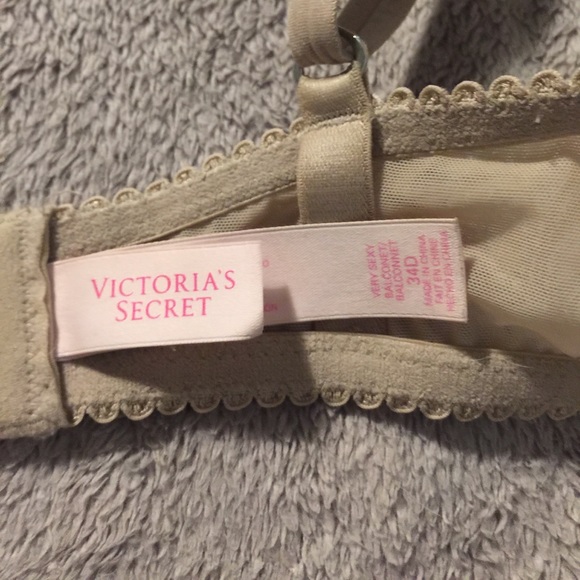 VICTORIA'S
SECRET
VERY SEXY
BALCONET/
BALCONNET
34D
MADE IN CHINA
FAIT EN CHINE
HECHO EN CHINA